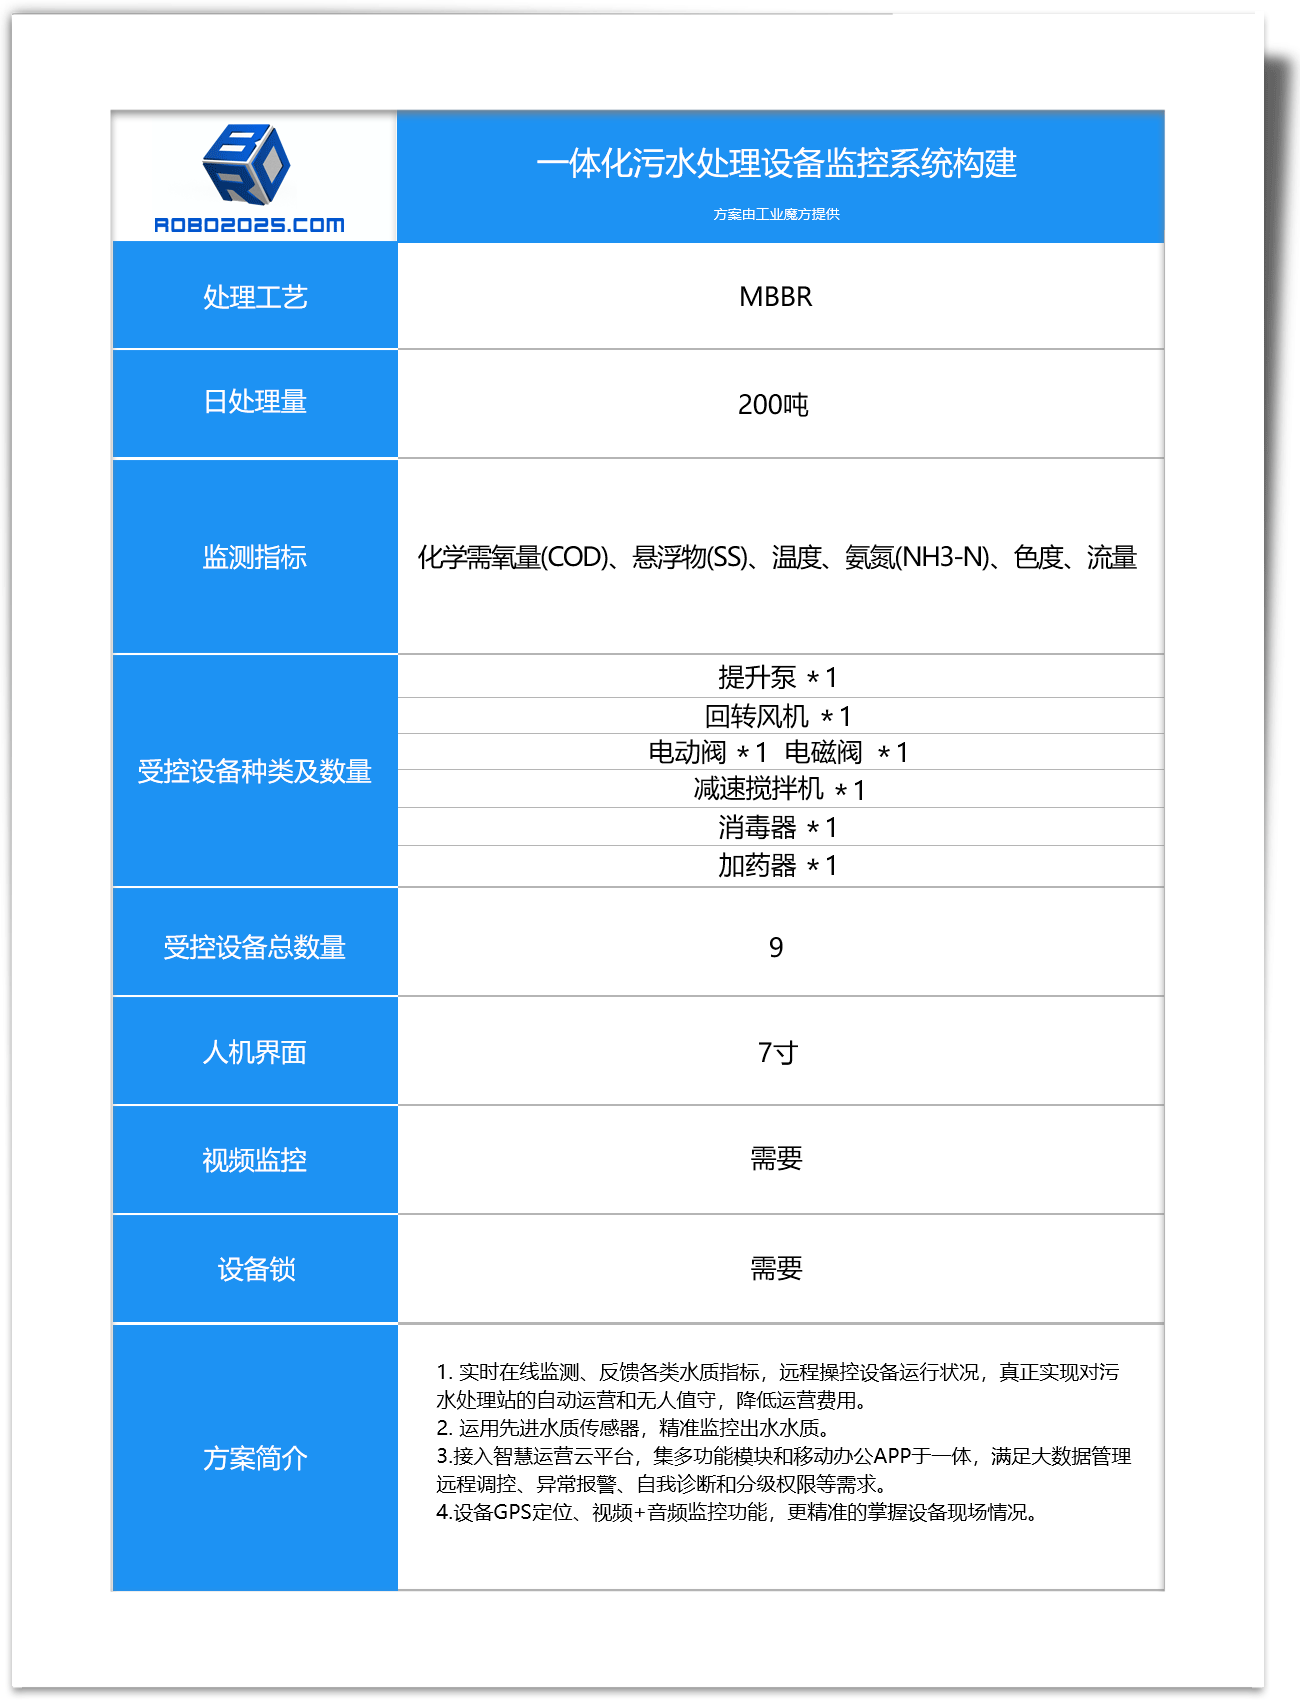 BOR
ROBO2025.COM
一体化污水处理设备监控系统构建
方案由工业魔方提供
处理工艺
MBBR
日处理量
200吨
监测指标
化学需氧量(COD)、悬浮物(SS)、温度、氨氮(NH3-N)、色度、流量
受控设备种类及数量
提升泵 *1
回转风机 *1
电动阀 *1 电磁阀 *1
减速搅拌机 *1
消毒器 *1
加药器 *1
受控设备总数量
9
人机界面
7寸
视频监控
需要
设备锁
需要
方案简介
1. 实时在线监测、反馈各类水质指标，远程操控设备运行状况，真正实现对污
水处理站的自动运营和无人值守，降低运营费用。
2. 运用先进水质传感器，精准监控出水水质。
3.接入智慧运营云平台，集多功能模块和移动办公APP于一体，满足大数据管理
远程调控、异常报警、自我诊断和分级权限等需求。
4.设备GPS定位、视频+音频监控功能，更精准的掌握设备现场情况。